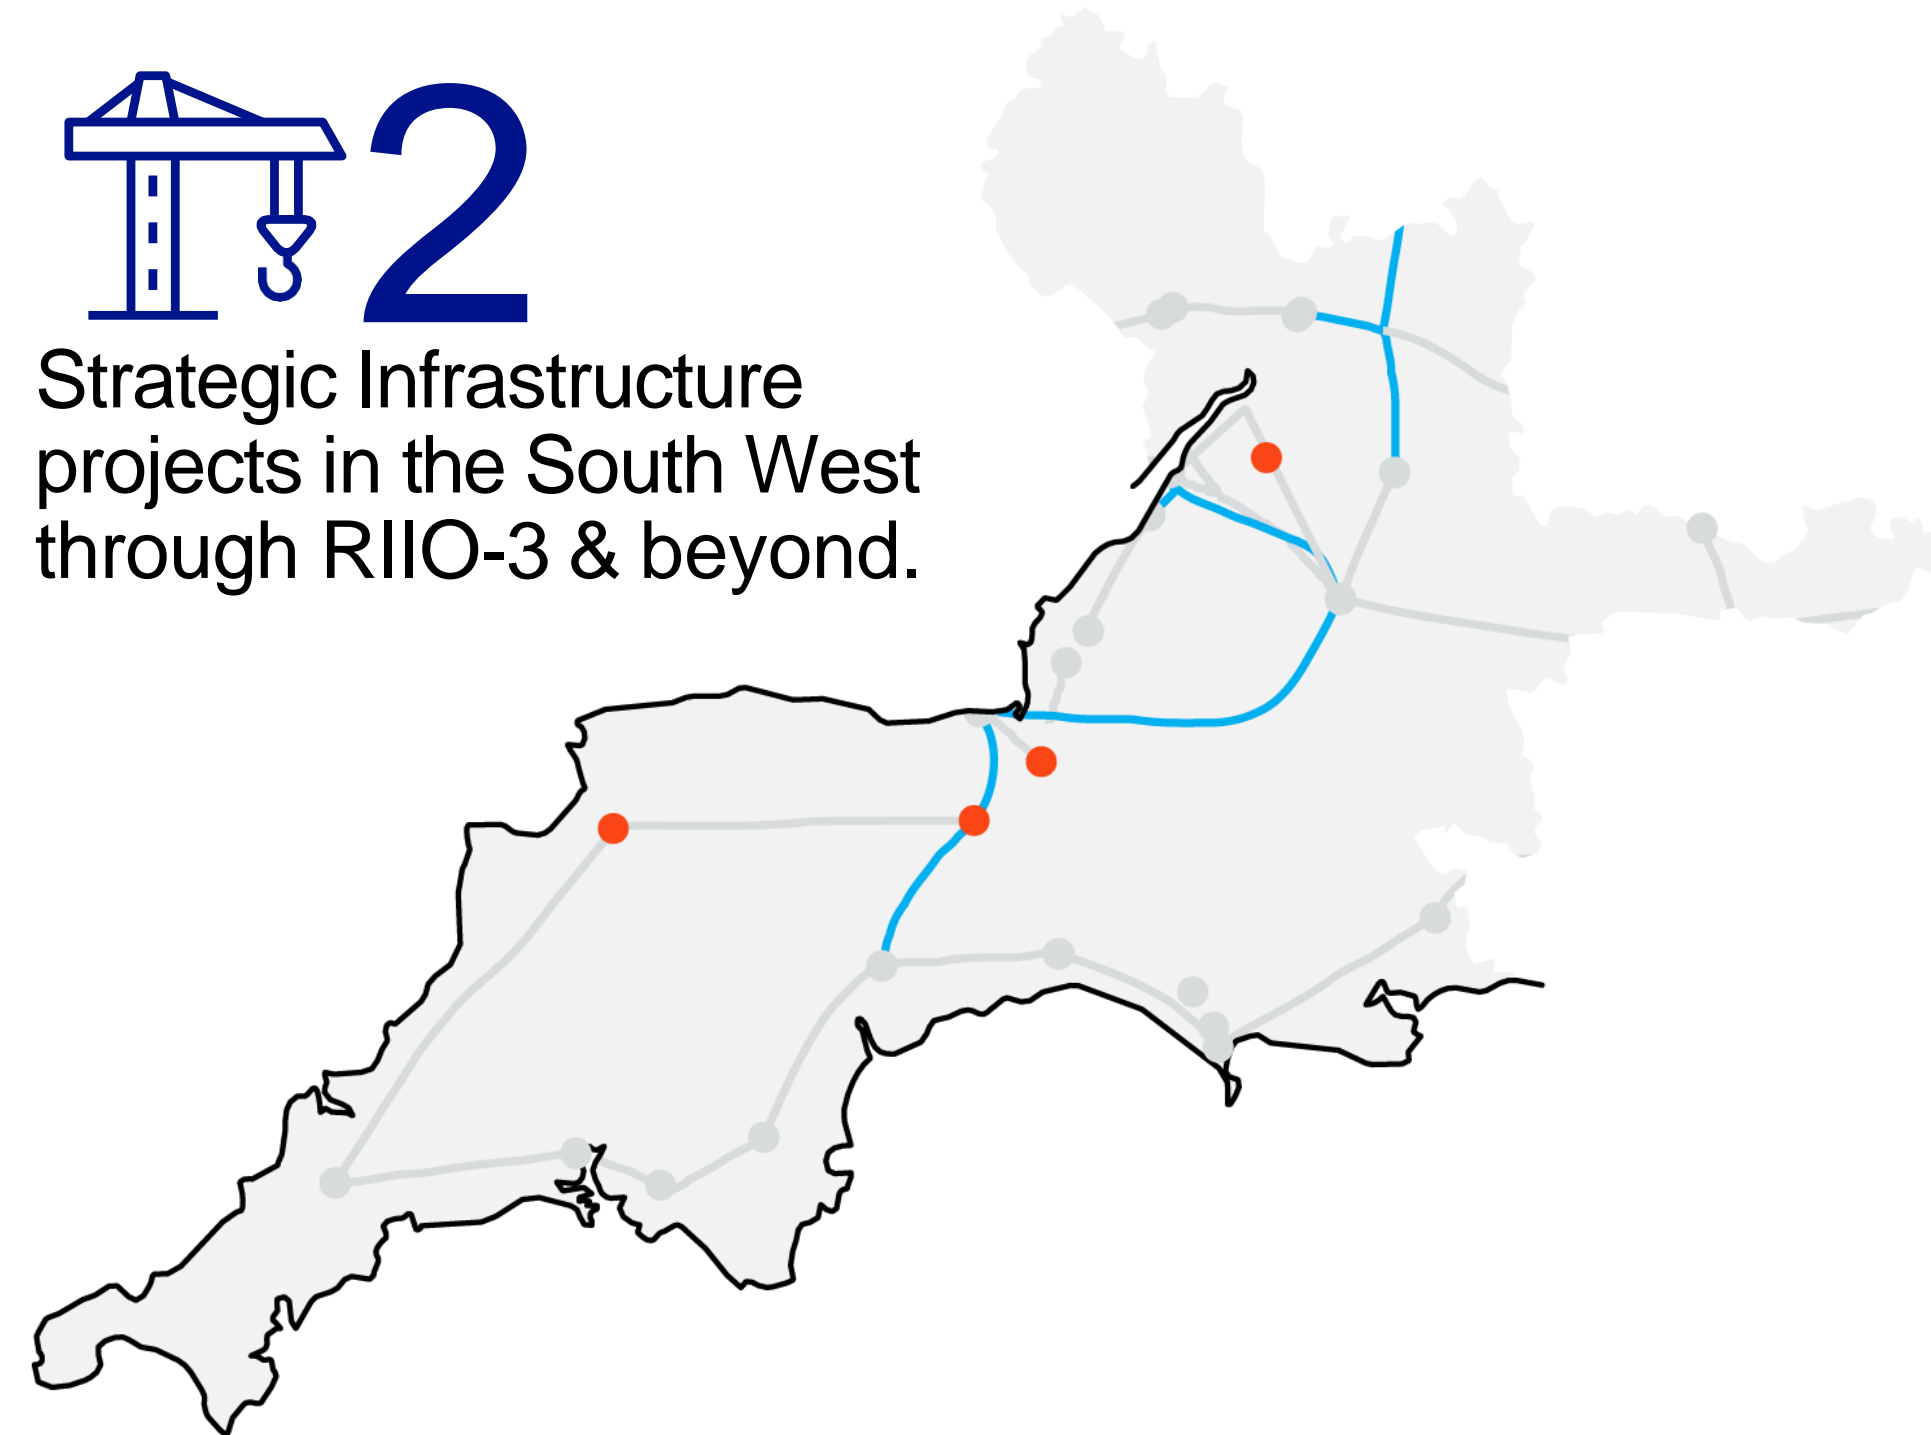 2
Strategic Infrastructure
projects in the South West
through RIIO-3 & beyond.